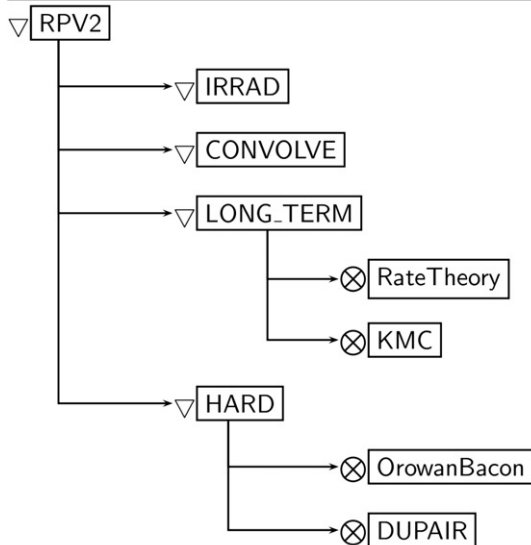 RPV2
IRRAD
CONVOLVE
LONG_TERM
RateTheory
KMC
HARD
OrowanBacon
DUPAIR